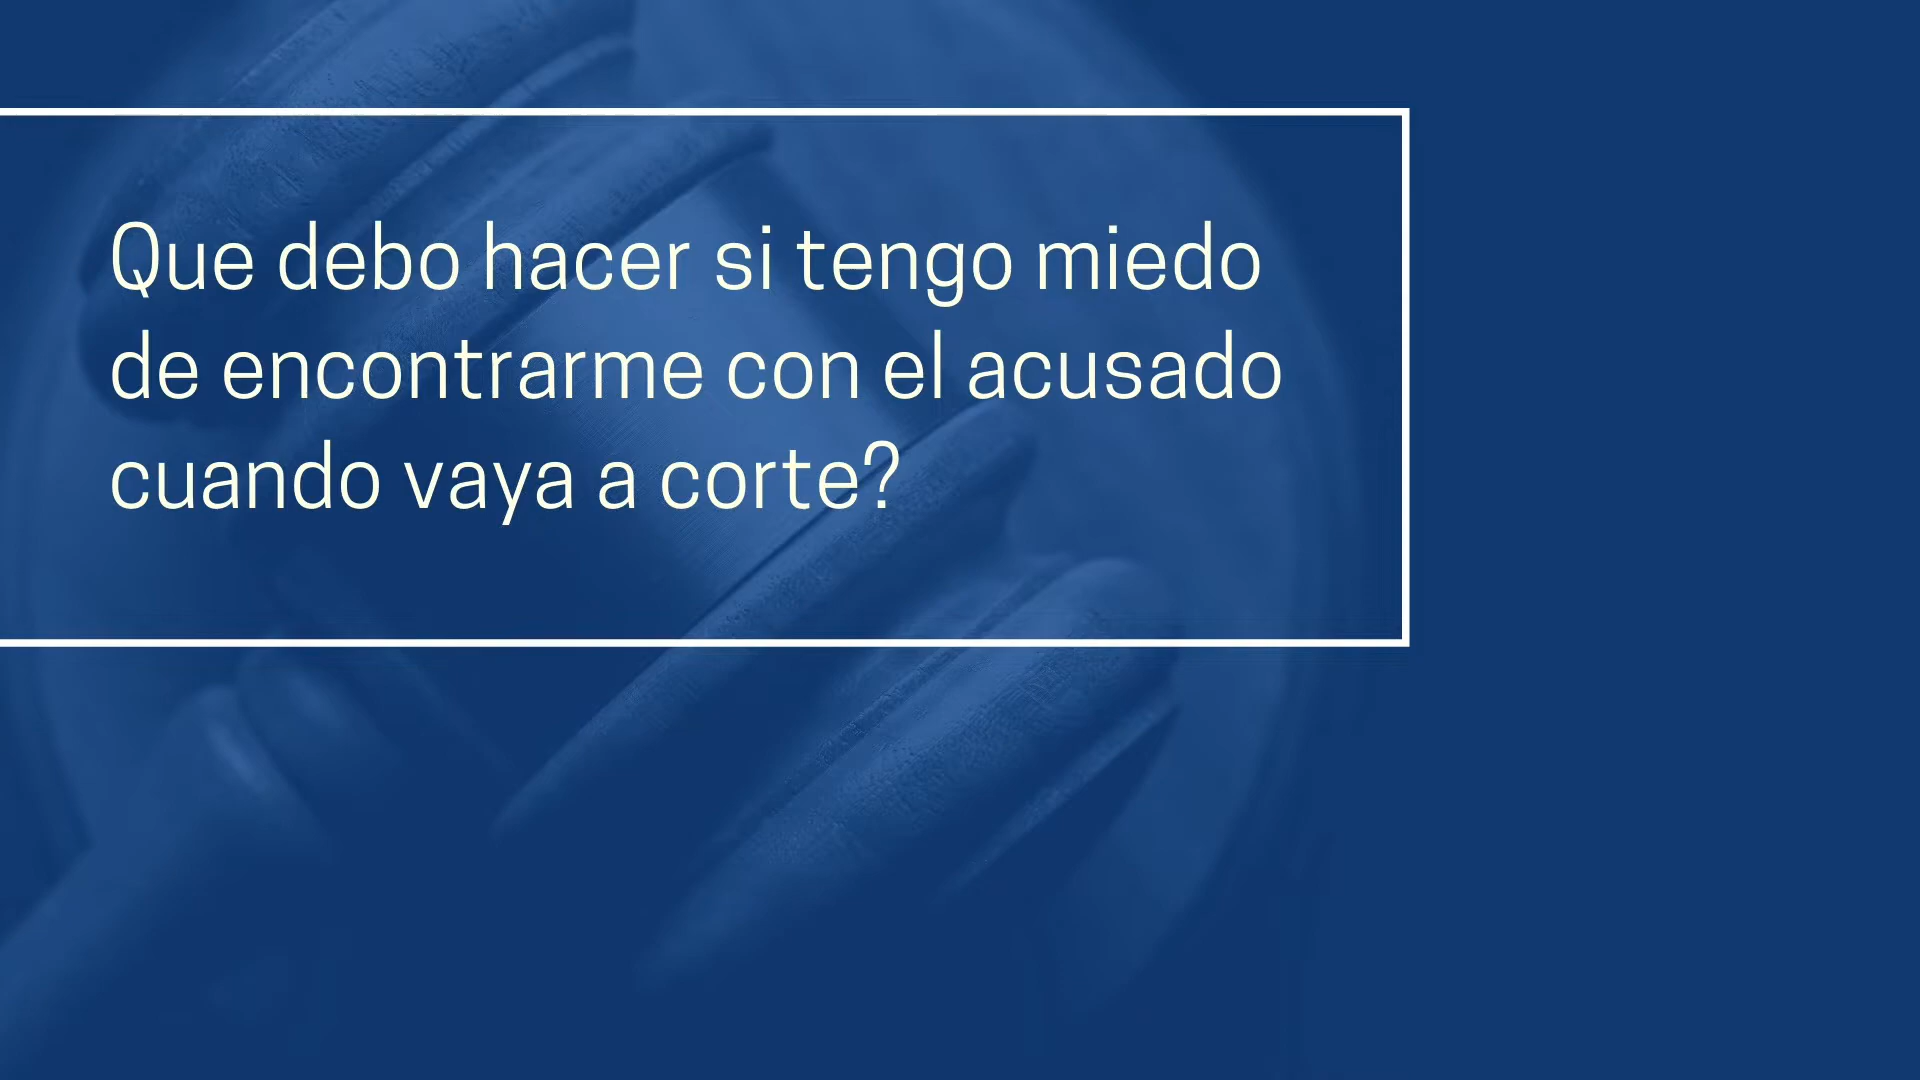 Que debo hacer si tengo miedo
de encontrarme con el acusado
cuando vaya a corte?